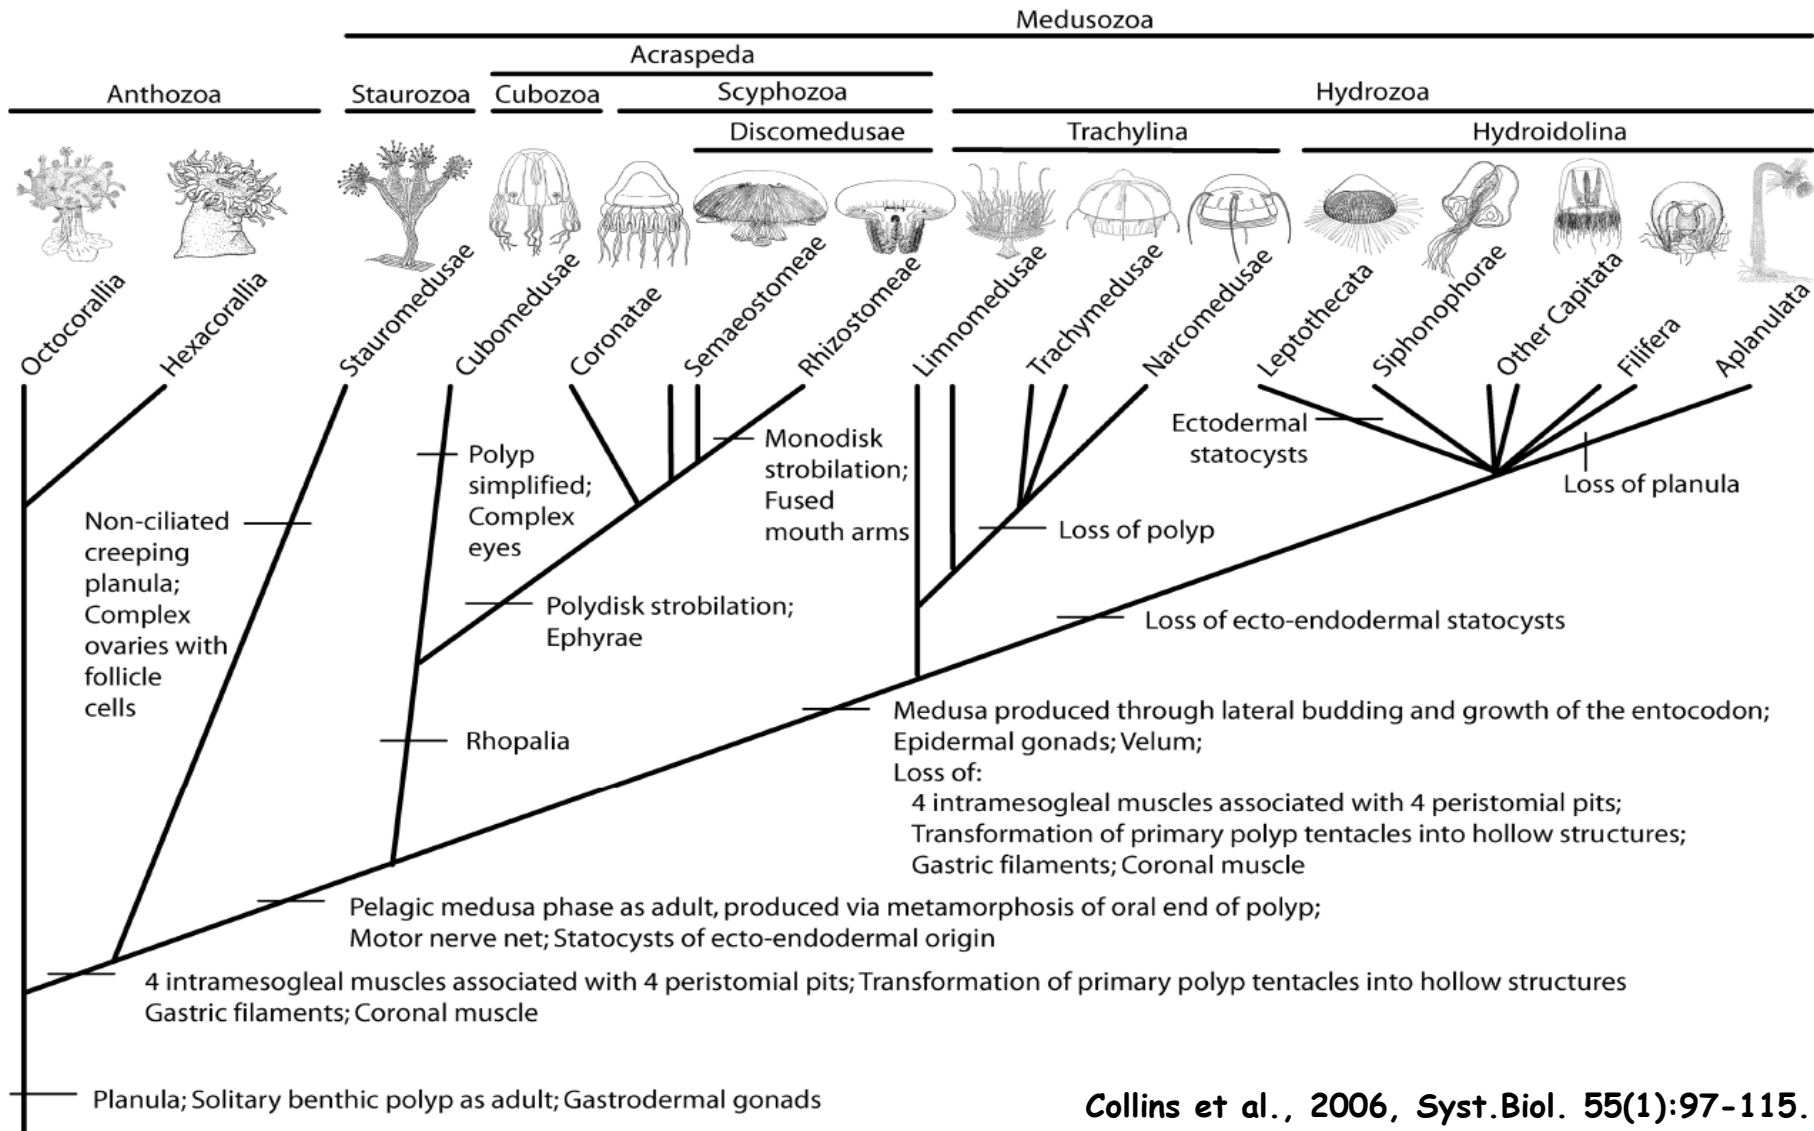 Medusozoa
Acraspeda
Anthozoa
Staurozoa
Cubozoa
Scyphozoa
Hydrozoa
Discomedusae
Trachylina
Hydroidolina
Octocorallia
Hexacorallia
Stauromedusae
Cubomedusae
Coronatae
Semaeostomeae
Rhizostomeae
Limnomedusae
Trachymedusae
Narcomedusae
Leptothecata
Siphonophorae
Other Capitata
Filifera
Aplanulata
Non-ciliated
creeping
planula;
Complex
ovaries with
follicle
cells
Polyp
simplified;
Complex
eyes
Monodisk
strobilation;
Fused
mouth arms
Ectodermal
statocysts
Loss of planula
Loss of polyp
Polydisk strobilation;
Ephyrae
Loss of ecto-endodermal statocysts
Rhopalia
Medusa produced through lateral budding and growth of the entocodon;
Epidermal gonads; Velum;
Loss of:
4 intramesogleal muscles associated with 4 peristomial pits;
Transformation of primary polyp tentacles into hollow structures;
Gastric filaments; Coronal muscle
Pelagic medusa phase as adult, produced via metamorphosis of oral end of polyp;
Motor nerve net; Statocysts of ecto-endodermal origin
4 intramesogleal muscles associated with 4 peristomial pits; Transformation of primary polyp tentacles into hollow structures
Gastric filaments; Coronal muscle
Planula; Solitary benthic polyp as adult; Gastrodermal gonads
Collins et al., 2006, Syst.Biol. 55(1):97-115.